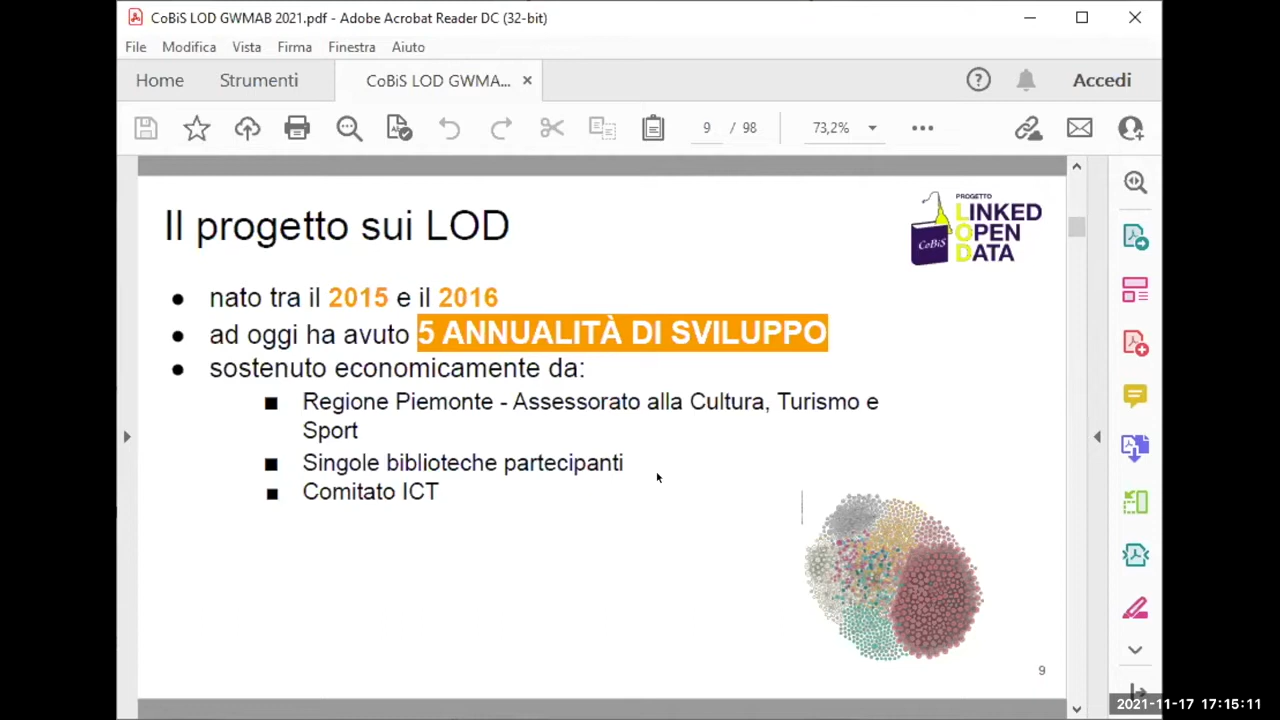 CoBiS LOD GWMAB 2021.pdf - Adobe Acrobat Reader DC (32-bit)
File Modifica Vista Firma Finestra Aiuto
Home Strumenti CoBiS LOD GWMA... × Accedi
9 / 98 73,2%
Il progetto sui LOD
PROGETTO
LINKED
OPEN
DATA
CoBiS
● nato tra il 2015 e il 2016
● ad oggi ha avuto 5 ANNUALITÀ DI SVILUPPO
● sostenuto economicamente da:
■ Regione Piemonte - Assessorato alla Cultura, Turismo e
Sport
■ Singole biblioteche partecipanti
■ Comitato ICT
9
2021-11-17 17:15:11